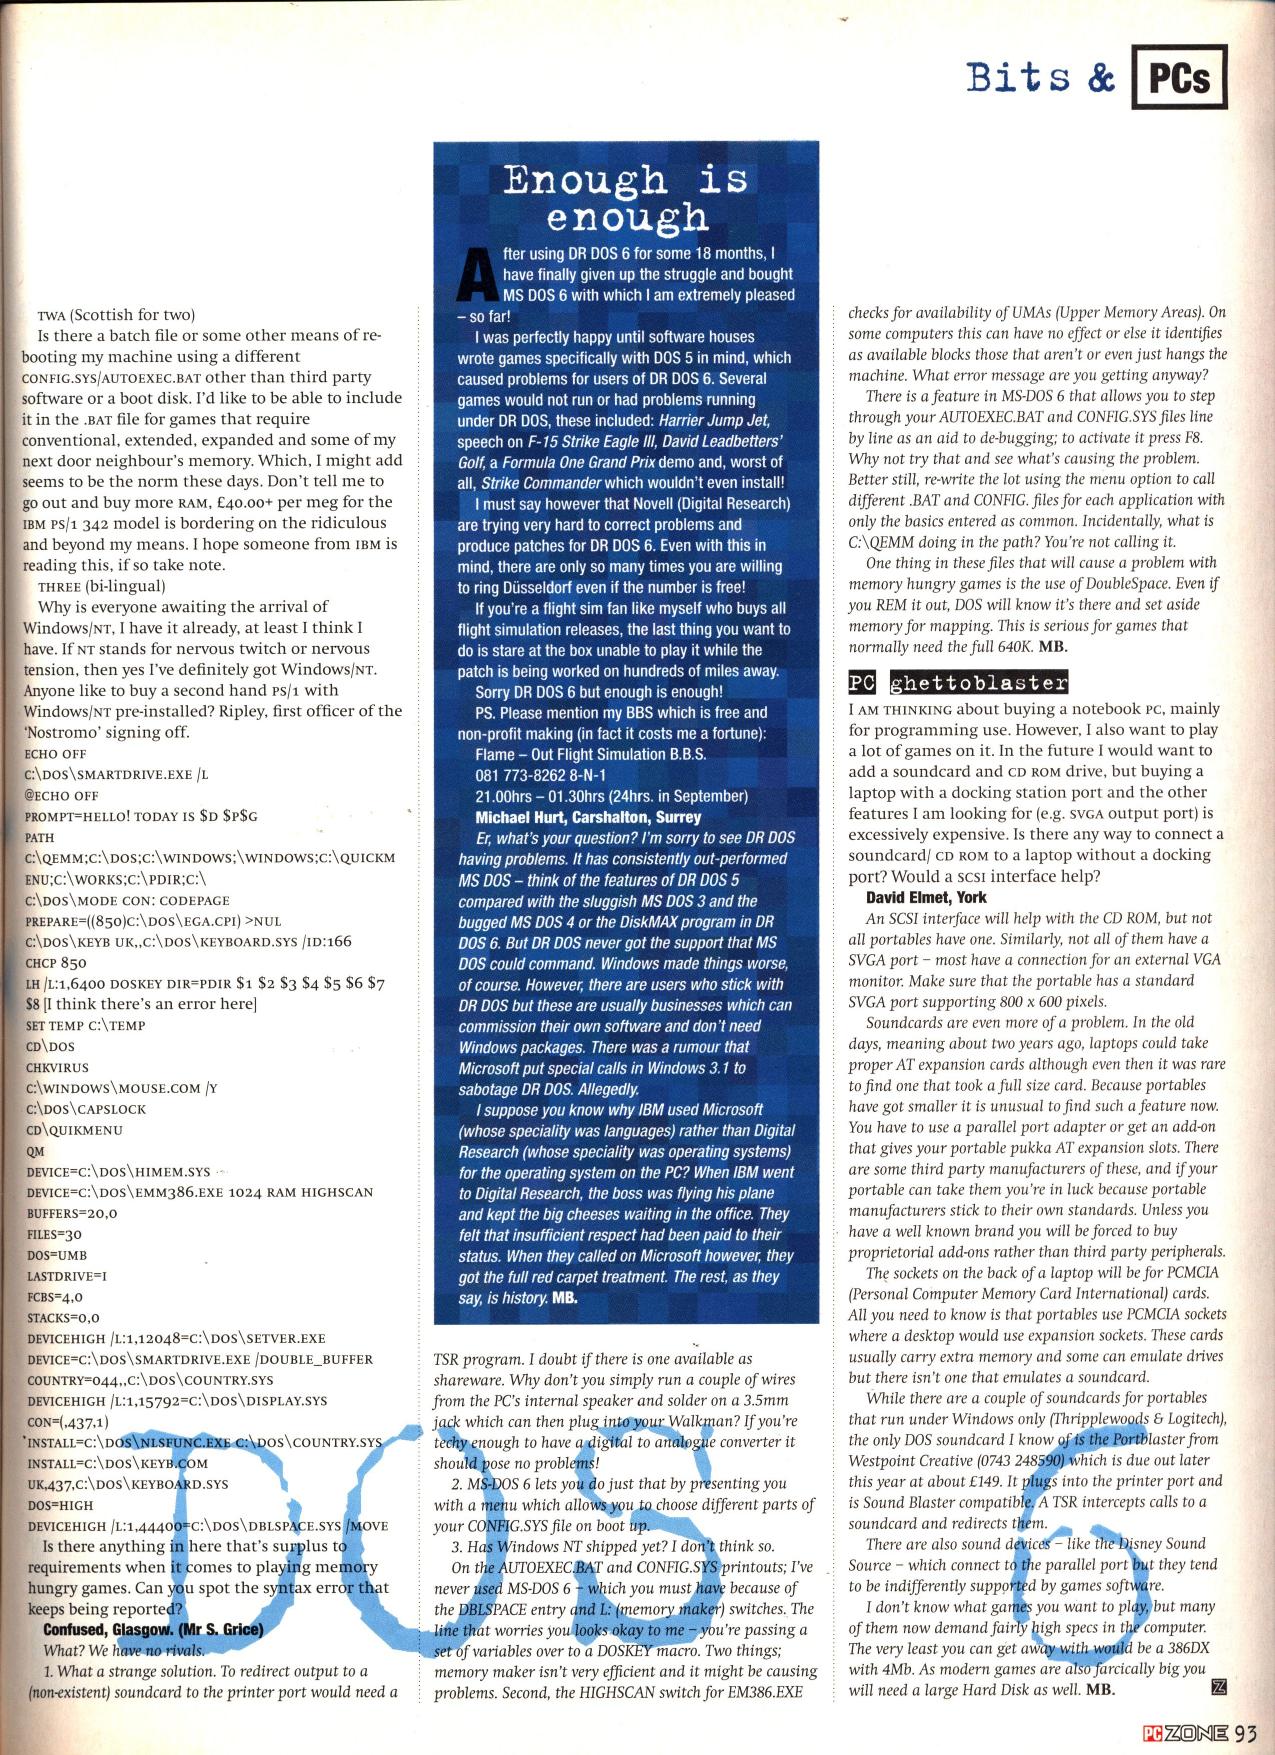 Bits & PCs
TWA (Scottish for two)
Is there a batch file or some other means of re-
booting my machine using a different
CONFIG.SYS/AUTOEXEC.BAT other than third party
software or a boot disk. I'd like to be able to include
it in the .BAT file for games that require
conventional, extended, expanded and some of my
next door neighbour's memory. Which, I might add
seems to be the norm these days. Don't tell me to
go out and buy more RAM, £40.00+ per meg for the
IBM PS/1 342 model is bordering on the ridiculous
and beyond my means. I hope someone from IBM is
reading this, if so take note.
THREE (bi-lingual)
Why is everyone awaiting the arrival of
Windows/NT, I have it already, at least I think I
have. If NT stands for nervous twitch or nervous
tension, then yes I've definitely got Windows/NT.
Anyone like to buy a second hand PS/1 with
Windows/NT pre-installed? Ripley, first officer of the
'Nostromo' signing off.
ECHO OFF
C:\DOS\SMARTDRIVE.EXE /L
@ECHO OFF
PROMPT=HELLO! TODAY IS $D $P$G
PATH
C:\QEMM;C:\DOS;C:\WINDOWS;\WINDOWS;C:\QUICKM
ENU;C:\WORKS;C:\PDIR;C:\
C:\DOS\MODE CON: CODEPAGE
PREPARE=((850)C:\DOS\EGA.CPI) >NUL
C:\DOS\KEYB UK,,C:\DOS\KEYBOARD.SYS /ID:166
CHCP 850
LH /L:1,6400 DOSKEY DIR=PDIR $1 $2 $3 $4 $5 $6 $7
$8 [I think there's an error here]
SET TEMP C:\TEMP
CD\DOS
CHKVIRUS
C:\WINDOWS\MOUSE.COM /Y
C:\DOS\CAPSLOCK
CD\QUIKMENU
QM
DEVICE=C:\DOS\HIMEM.SYS
DEVICE=C:\DOS\EMM386.EXE 1024 RAM HIGHSCAN
BUFFERS=20,0
FILES=30
DOS=UMB
LASTDRIVE=I
FCBS=4,0
STACKS=0,0
DEVICEHIGH /L:1,12048=C:\DOS\SETVER.EXE
DEVICE=C:\DOS\SMARTDRIVE.EXE /DOUBLE_BUFFER
COUNTRY=044,,C:\DOS\COUNTRY.SYS
DEVICEHIGH /L:1,15792=C:\DOS\DISPLAY.SYS
CON=(,437,1)
INSTALL=C:\DOS\NLSFUNC.EXE C:\DOS\COUNTRY.SYS
INSTALL=C:\DOS\KEYB.COM
UK,437,C:\DOS\KEYBOARD.SYS
DOS=HIGH
DEVICEHIGH /L:1,44400=C:\DOS\DBLSPACE.SYS /MOVE
Is there anything in here that's surplus to
requirements when it comes to playing memory
hungry games. Can you spot the syntax error that
keeps being reported?
Confused, Glasgow. (Mr S. Grice)
What? We have no rivals.
1. What a strange solution. To redirect output to a
(non-existent) soundcard to the printer port would need a
Enough is
enough
After using DR DOS 6 for some 18 months, I
have finally given up the struggle and bought
MS DOS 6 with which I am extremely pleased
– so far!
I was perfectly happy until software houses
wrote games specifically with DOS 5 in mind, which
caused problems for users of DR DOS 6. Several
games would not run or had problems running
under DR DOS, these included: Harrier Jump Jet,
speech on F-15 Strike Eagle III, David Leadbetters'
Golf, a Formula One Grand Prix demo and, worst of
all, Strike Commander which wouldn't even install!
I must say however that Novell (Digital Research)
are trying very hard to correct problems and
produce patches for DR DOS 6. Even with this in
mind, there are only so many times you are willing
to ring Düsseldorf even if the number is free!
If you're a flight sim fan like myself who buys all
flight simulation releases, the last thing you want to
do is stare at the box unable to play it while the
patch is being worked on hundreds of miles away.
Sorry DR DOS 6 but enough is enough!
PS. Please mention my BBS which is free and
non-profit making (in fact it costs me a fortune):
Flame – Out Flight Simulation B.B.S.
081 773-8262 8-N-1
21.00hrs – 01.30hrs (24hrs. in September)
Michael Hurt, Carshalton, Surrey
Er, what's your question? I'm sorry to see DR DOS
having problems. It has consistently out-performed
MS DOS – think of the features of DR DOS 5
compared with the sluggish MS DOS 3 and the
bugged MS DOS 4 or the DiskMAX program in DR
DOS 6. But DR DOS never got the support that MS
DOS could command. Windows made things worse,
of course. However, there are users who stick with
DR DOS but these are usually businesses which can
commission their own software and don't need
Windows packages. There was a rumour that
Microsoft put special calls in Windows 3.1 to
sabotage DR DOS. Allegedly.
I suppose you know why IBM used Microsoft
(whose speciality was languages) rather than Digital
Research (whose speciality was operating systems)
for the operating system on the PC? When IBM went
to Digital Research, the boss was flying his plane
and kept the big cheeses waiting in the office. They
felt that insufficient respect had been paid to their
status. When they called on Microsoft however, they
got the full red carpet treatment. The rest, as they
say, is history. MB.
TSR program. I doubt if there is one available as
shareware. Why don't you simply run a couple of wires
from the PC's internal speaker and solder on a 3.5mm
jack which can then plug into your Walkman? If you're
techy enough to have a digital to analogue converter it
should pose no problems!
2. MS-DOS 6 lets you do just that by presenting you
with a menu which allows you to choose different parts of
your CONFIG.SYS file on boot up.
3. Has Windows NT shipped yet? I don't think so.
On the AUTOEXEC.BAT and CONFIG.SYS printouts; I've
never used MS-DOS 6 – which you must have because of
the DBLSPACE entry and L: (memory maker) switches. The
line that worries you looks okay to me – you're passing a
set of variables over to a DOSKEY macro. Two things;
memory maker isn't very efficient and it might be causing
problems. Second, the HIGHSCAN switch for EM386.EXE
checks for availability of UMAs (Upper Memory Areas). On
some computers this can have no effect or else it identifies
as available blocks those that aren't or even just hangs the
machine. What error message are you getting anyway?
There is a feature in MS-DOS 6 that allows you to step
through your AUTOEXEC.BAT and CONFIG.SYS files line
by line as an aid to de-bugging; to activate it press F8.
Why not try that and see what's causing the problem.
Better still, re-write the lot using the menu option to call
different .BAT and CONFIG. files for each application with
only the basics entered as common. Incidentally, what is
C:\QEMM doing in the path? You're not calling it.
One thing in these files that will cause a problem with
memory hungry games is the use of DoubleSpace. Even if
you REM it out, DOS will know it's there and set aside
memory for mapping. This is serious for games that
normally need the full 640K. MB.
PC ghettoblaster
I AM THINKING about buying a notebook PC, mainly
for programming use. However, I also want to play
a lot of games on it. In the future I would want to
add a soundcard and CD ROM drive, but buying a
laptop with a docking station port and the other
features I am looking for (e.g. SVGA output port) is
excessively expensive. Is there any way to connect a
soundcard/ CD ROM to a laptop without a docking
port? Would a SCSI interface help?
David Elmet, York
An SCSI interface will help with the CD ROM, but not
all portables have one. Similarly, not all of them have a
SVGA port – most have a connection for an external VGA
monitor. Make sure that the portable has a standard
SVGA port supporting 800 x 600 pixels.
Soundcards are even more of a problem. In the old
days, meaning about two years ago, laptops could take
proper AT expansion cards although even then it was rare
to find one that took a full size card. Because portables
have got smaller it is unusual to find such a feature now.
You have to use a parallel port adapter or get an add-on
that gives your portable pukka AT expansion slots. There
are some third party manufacturers of these, and if your
portable can take them you're in luck because portable
manufacturers stick to their own standards. Unless you
have a well known brand you will be forced to buy
proprietorial add-ons rather than third party peripherals.
The sockets on the back of a laptop will be for PCMCIA
(Personal Computer Memory Card International) cards.
All you need to know is that portables use PCMCIA sockets
where a desktop would use expansion sockets. These cards
usually carry extra memory and some can emulate drives
but there isn't one that emulates a soundcard.
While there are a couple of soundcards for portables
that run under Windows only (Thripplewoods & Logitech),
the only DOS soundcard I know of is the Portblaster from
Westpoint Creative (0743 248590) which is due out later
this year at about £149. It plugs into the printer port and
is Sound Blaster compatible. A TSR intercepts calls to a
soundcard and redirects them.
There are also sound devices – like the Disney Sound
Source – which connect to the parallel port but they tend
to be indifferently supported by games software.
I don't know what games you want to play, but many
of them now demand fairly high specs in the computer.
The very least you can get away with would be a 386DX
with 4Mb. As modern games are also farcically big you
will need a large Hard Disk as well. MB.
Z
DOS 6
PC ZONE 93